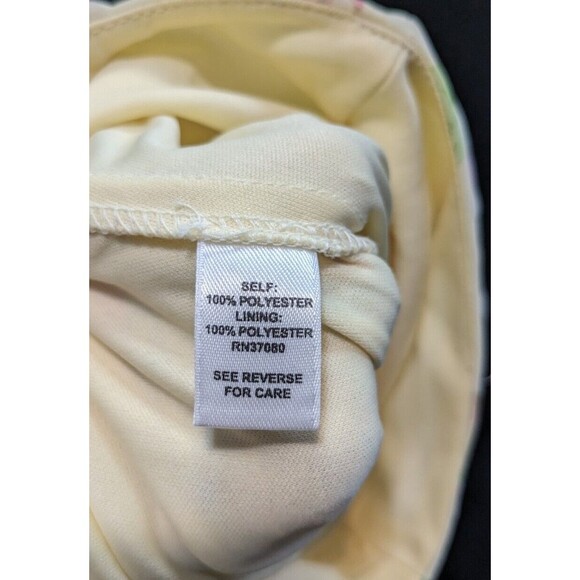 SELF:
100% POLYESTER
LINING:
100% POLYESTER
RN37080
SEE REVERSE
FOR CARE